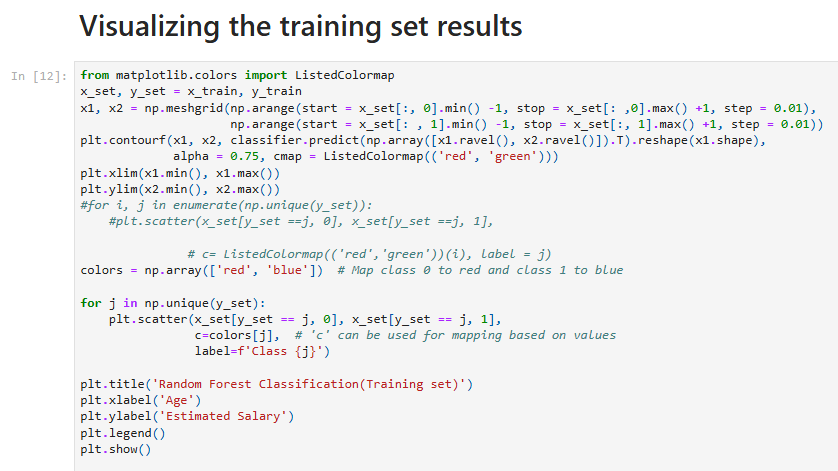 Visualizing the training set results
In [12]:
from matplotlib.colors import ListedColormap
x_set, y_set = x_train, y_train
x1, x2 = np.meshgrid(np.arange(start = x_set[:, 0].min() -1, stop = x_set[: ,0].max() +1, step = 0.01),
                     np.arange(start = x_set[: , 1].min() -1, stop = x_set[:, 1].max() +1, step = 0.01))
plt.contourf(x1, x2, classifier.predict(np.array([x1.ravel(), x2.ravel()]).T).reshape(x1.shape),
             alpha = 0.75, cmap = ListedColormap(('red', 'green')))
plt.xlim(x1.min(), x1.max())
plt.ylim(x2.min(), x2.max())
#for i, j in enumerate(np.unique(y_set)):
    #plt.scatter(x_set[y_set ==j, 0], x_set[y_set ==j, 1],
               # c= ListedColormap(('red','green'))(i), label = j)
colors = np.array(['red', 'blue'])  # Map class 0 to red and class 1 to blue
for j in np.unique(y_set):
    plt.scatter(x_set[y_set == j, 0], x_set[y_set == j, 1],
                c=colors[j],  # 'c' can be used for mapping based on values
                label=f'Class {j}')
plt.title('Random Forest Classification(Training set)')
plt.xlabel('Age')
plt.ylabel('Estimated Salary')
plt.legend()
plt.show()